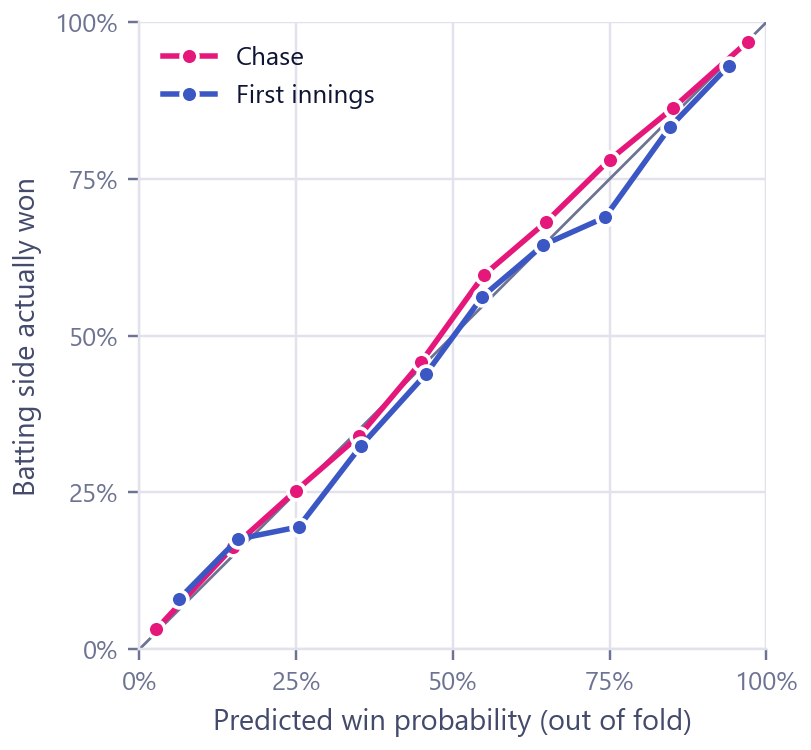 100%
Chase
First innings
75%
50%
25%
0%
Batting side actually won
0% 25% 50% 75% 100%
Predicted win probability (out of fold)